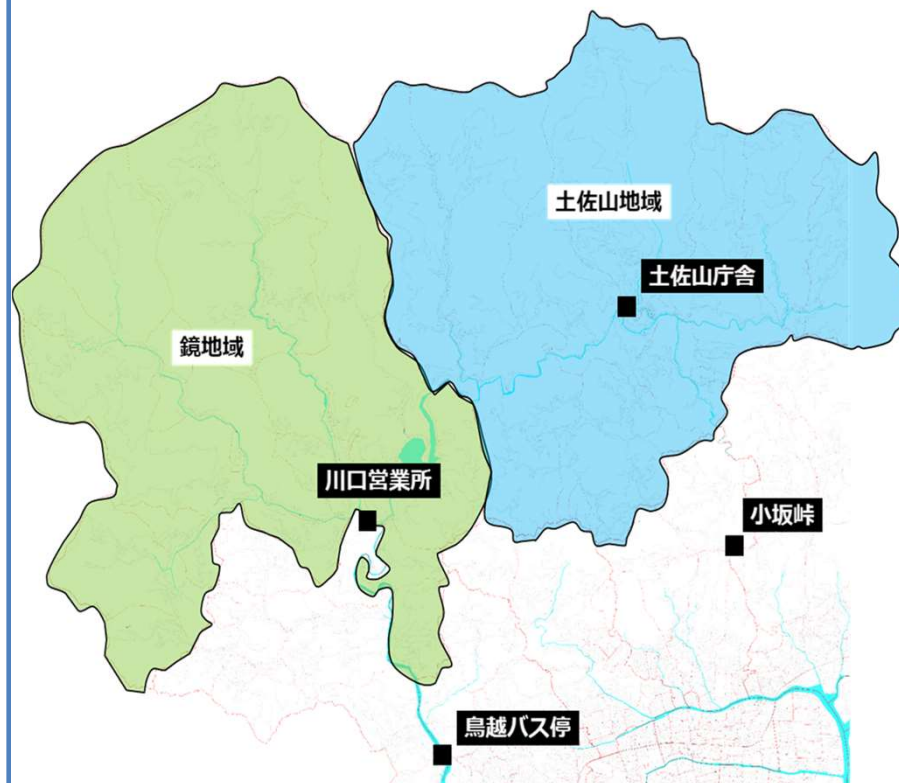 土佐山地域
土佐山庁舎
鏡地域
川口営業所
小坂峠
鳥越バス停